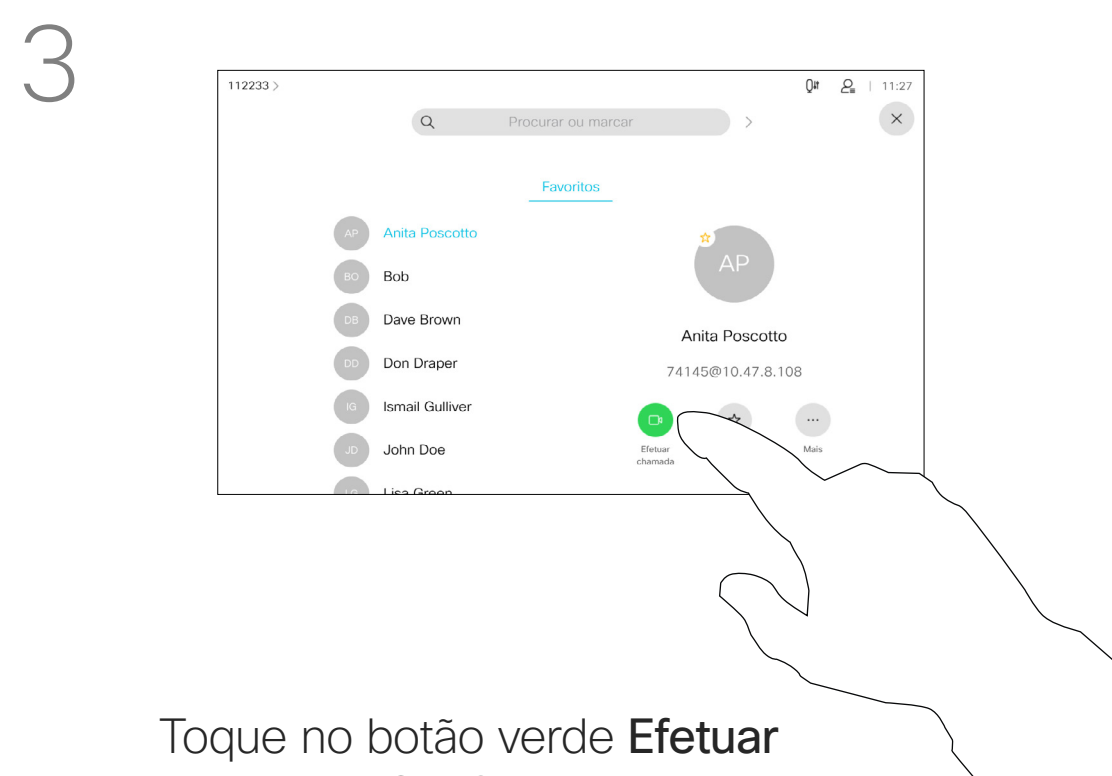 3
112233 >
11:27
Procurar ou marcar
Favoritos
AP Anita Poscotto
BO Bob
DB Dave Brown
DD Don Draper
IG Ismail Gulliver
JD John Doe
Lisa Green
AP
Anita Poscotto
74145@10.47.8.108
Efetuar
chamada
Mais
Toque no botão verde Efetuar